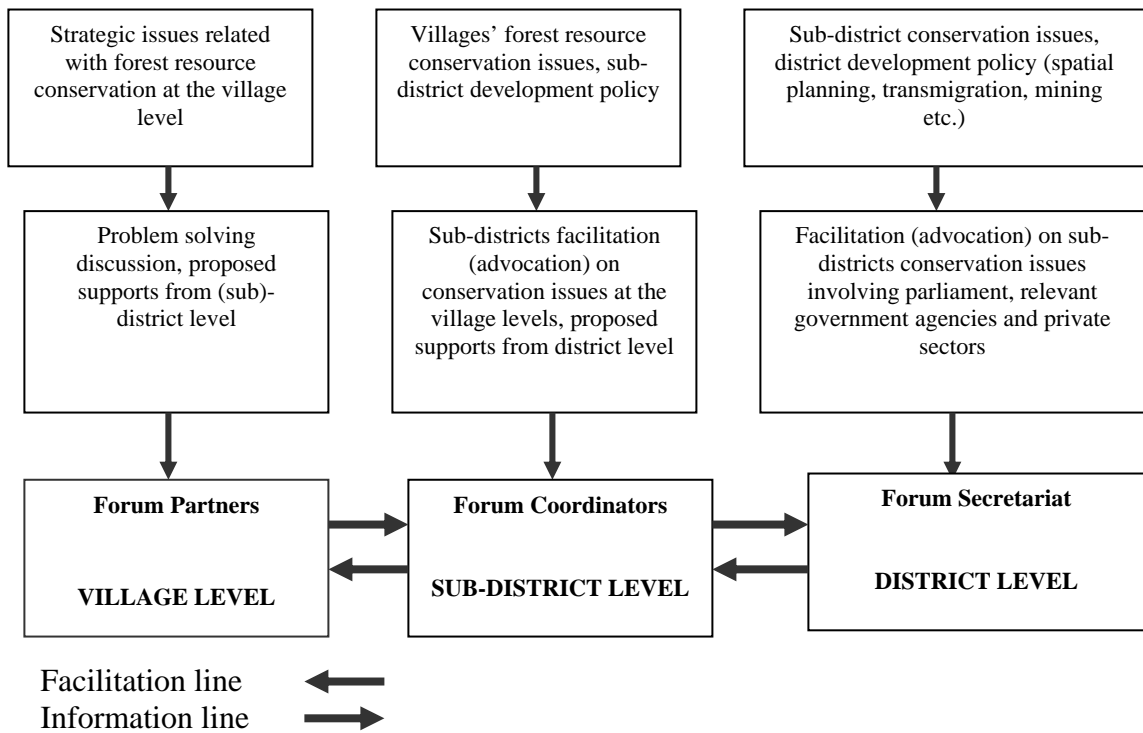 Strategic issues related
with forest resource
conservation at the village
level
Villages’ forest resource
conservation issues, sub-
district development policy
Sub-district conservation issues,
district development policy (spatial
planning, transmigration, mining
etc.)
Problem solving
discussion, proposed
supports from (sub)-
district level
Sub-districts facilitation
(advocation) on
conservation issues at the
village levels, proposed
supports from district level
Facilitation (advocation) on sub-
districts conservation issues
involving parliament, relevant
government agencies and private
sectors
Forum Partners
VILLAGE LEVEL
Forum Coordinators
SUB-DISTRICT LEVEL
Forum Secretariat
DISTRICT LEVEL
Facilitation line
Information line